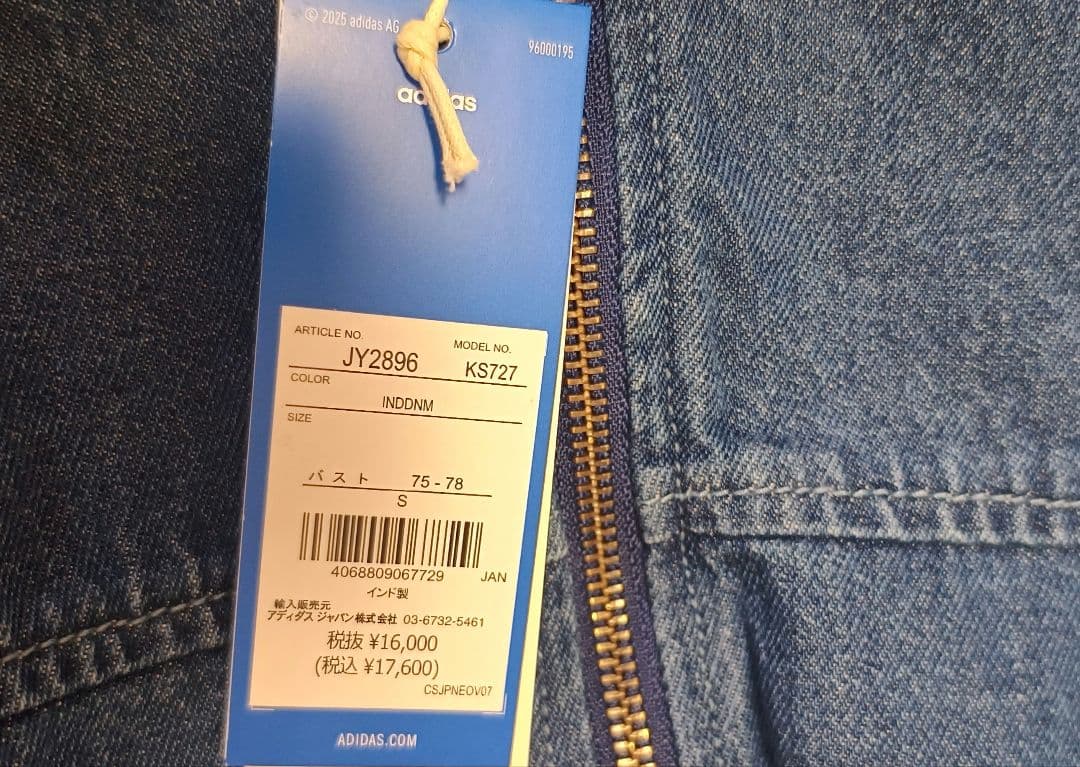 © 2025 adidas AG
96000195
adidas
ARTICLE NO.
JY2896
MODEL NO.
KS727
COLOR
INDDNM
SIZE
バスト 75 - 78
S
4068809067729 JAN
インド製
輸入販売元
アディダス ジャパン株式会社 03-6732-5461
税抜 ¥16,000
(税込 ¥17,600)
CSJPNEOV07
ADIDAS.COM